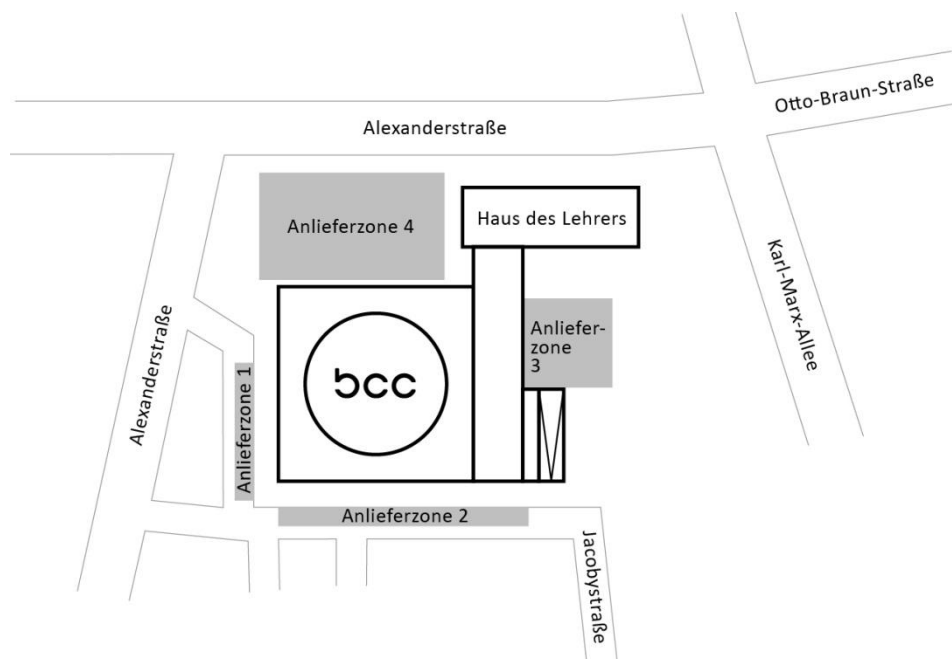 Otto-Braun-Straße
Alexanderstraße
Haus des Lehrers
Anlieferzone 4
Karl-Marx-Allee
Alexanderstraße
Anliefer-
zone
3
bcc
Anlieferzone 1
Anlieferzone 2
Jacobystraße